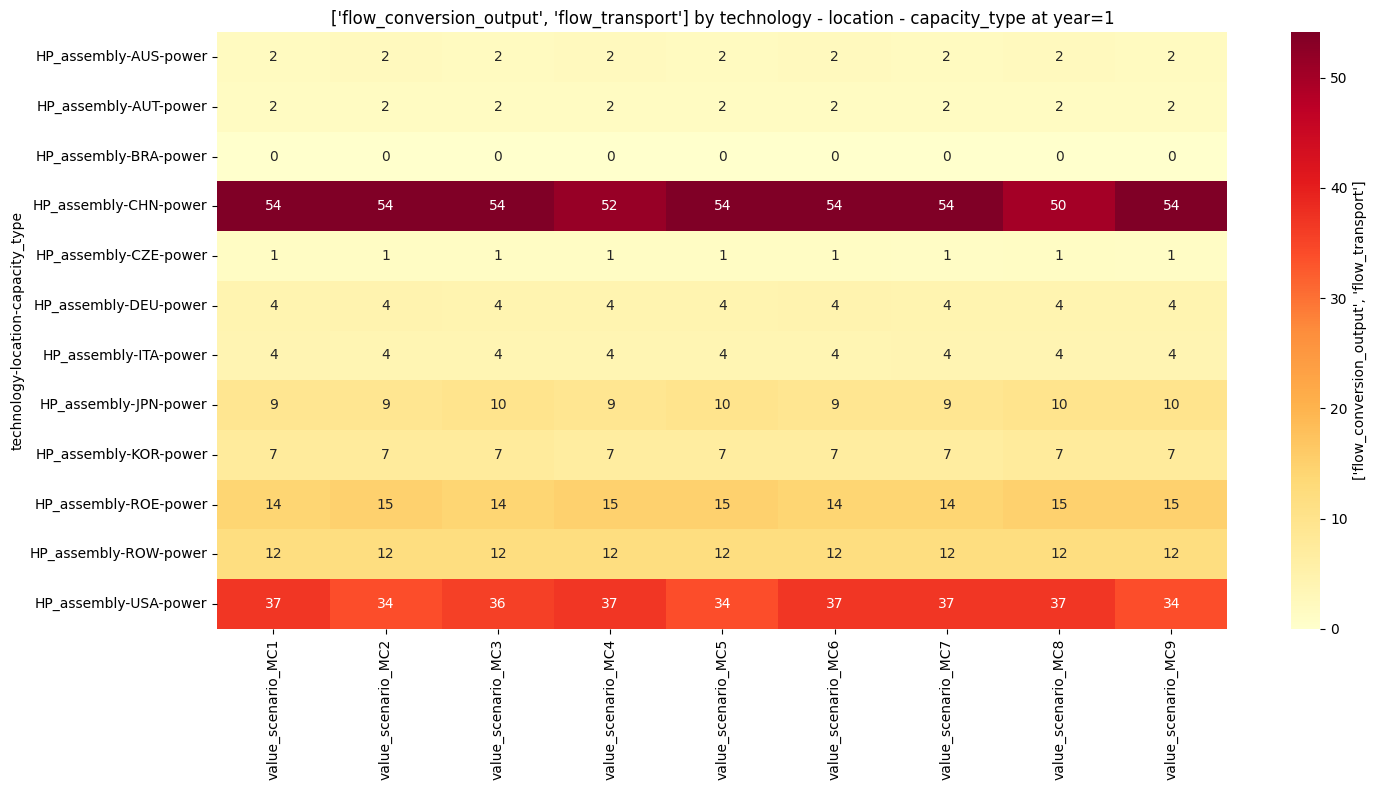 ['flow_conversion_output', 'flow_transport'] by technology - location - capacity_type at year=1
technology-location-capacity_type
HP_assembly-AUS-power 2 2 2 2 2 2 2 2 2
HP_assembly-AUT-power 2 2 2 2 2 2 2 2 2
HP_assembly-BRA-power 0 0 0 0 0 0 0 0 0
HP_assembly-CHN-power 54 54 54 52 54 54 54 50 54
HP_assembly-CZE-power 1 1 1 1 1 1 1 1 1
HP_assembly-DEU-power 4 4 4 4 4 4 4 4 4
HP_assembly-ITA-power 4 4 4 4 4 4 4 4 4
HP_assembly-JPN-power 9 9 10 9 10 9 9 10 10
HP_assembly-KOR-power 7 7 7 7 7 7 7 7 7
HP_assembly-ROE-power 14 15 14 15 15 14 14 15 15
HP_assembly-ROW-power 12 12 12 12 12 12 12 12 12
HP_assembly-USA-power 37 34 36 37 34 37 37 37 34
value_scenario_MC1
value_scenario_MC2
value_scenario_MC3
value_scenario_MC4
value_scenario_MC5
value_scenario_MC6
value_scenario_MC7
value_scenario_MC8
value_scenario_MC9
50
40
30
20
10
0
['flow_conversion_output', 'flow_transport']